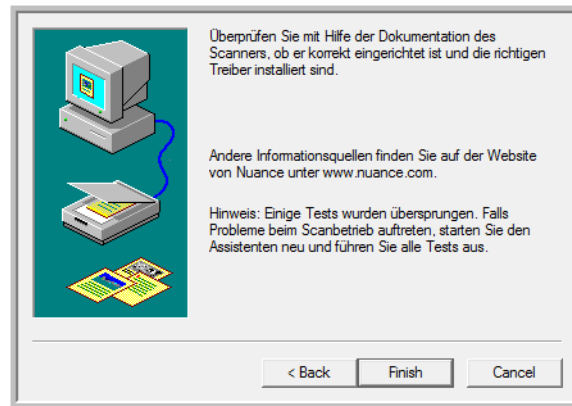 Überprüfen Sie mit Hilfe der Dokumentation des
Scanners, ob er korrekt eingerichtet ist und die richtigen
Treiber installiert sind.
Andere Informationsquellen finden Sie auf der Website
von Nuance unter www.nuance.com.
Hinweis: Einige Tests wurden übersprungen. Falls
Probleme beim Scanbetrieb auftreten, starten Sie den
Assistenten neu und führen Sie alle Tests aus.
< Back Finish Cancel